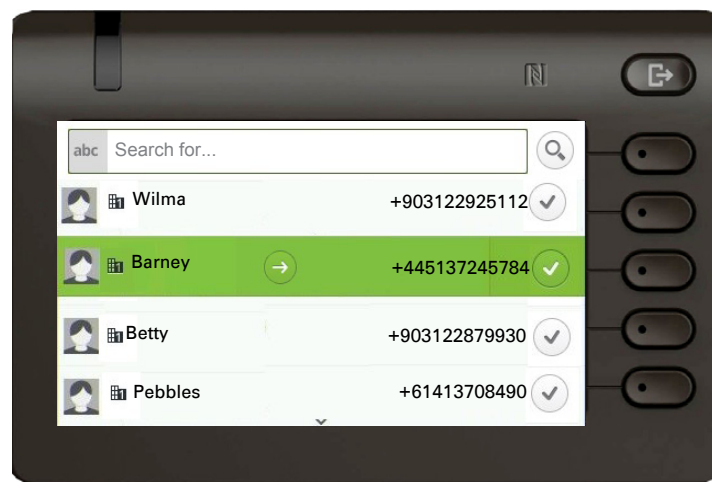 abc Search for...
Wilma +903122925112
Barney +445137245784
Betty +903122879930
Pebbles +61413708490